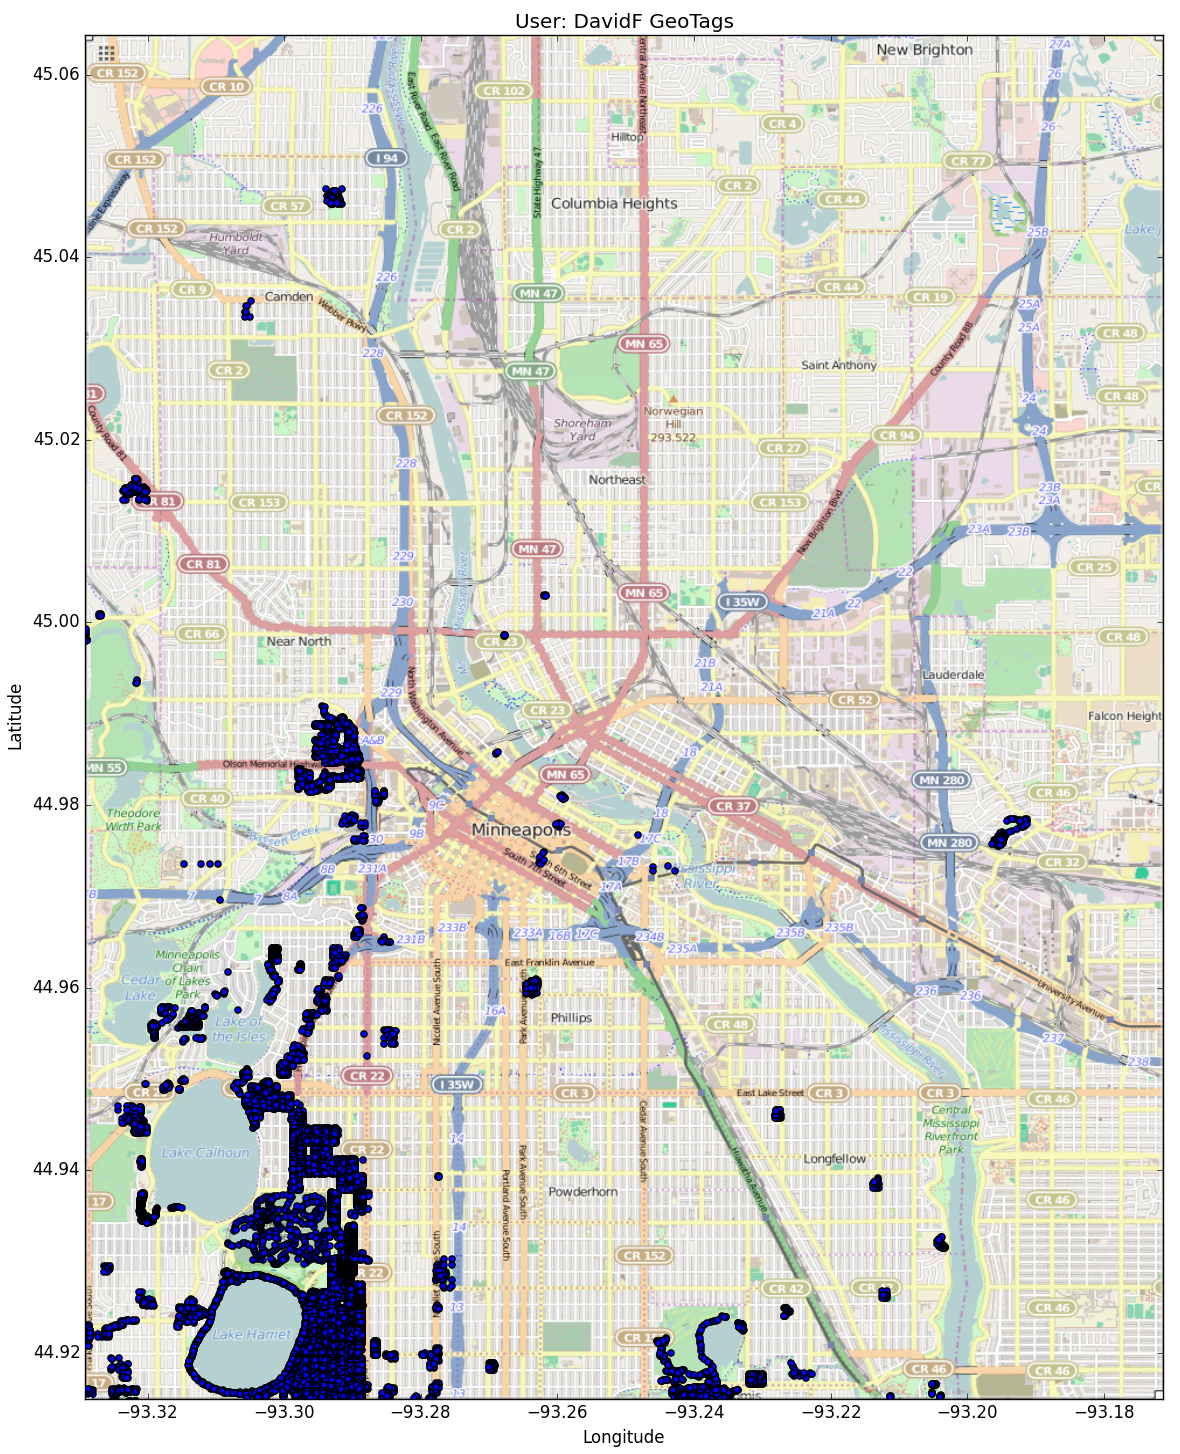 User: DavidF GeoTags
New Brighton
27A
CR 152
CR 10
226
CR 102
26
East River Road
East River Road
Central Avenue Northeast
CR 4
Hilltop
26
CR 152
I 94
State Highway 47
CR 77
CR 2
CR 57
Columbia Heights
CR 44
CR 152
CR 2
25B
Humboldt
Yard
226
CR 9
Camden
Webber Pkwy
MN 47
CR 44
CR 19
25A
25A
228
MN 65
County Road 88
CR 48
CR 2
MN 47
Saint Anthony
County Road 81
CR 152
Shoreham
Yard
Norwegian
Hill
293.522
24
CR 48
24
CR 94
CR 27
228
Northeast
23B
23A
CR 153
CR 153
New Brighton Blvd
23A
23B
MN 47
229
CR 81
Mississippi River
CR 25
22
MN 65
I 35W
22
21A
230
CR 66
Near North
CR 23
CR 48
21B
Lauderdale
21A
229
North Washington Avenue
CR 52
CR 23
Falcon Height
A&B
18
MN 55
Olson Memorial Highway
MN 65
MN 280
CR 40
9C
CR 37
CR 46
Theodore
Wirth Park
Bassett Creek
9B
Minneapolis
18
17C
MN 280
CR 32
8B
231A
South 6th Street
South 7th Street
17B
17A
Mississippi
River
7
7
8A
231B
233B
233A
16B
17C
234B
235A
235B
235B
Minneapolis
Chain
of Lakes
Park
East Franklin Avenue
Cedar
Lake
236
236
University Avenue
Lake of
the Isles
Nicollet Avenue South
16A
Park Avenue
Phillips
CR 48
Mississippi River
237
238
CR 22
I 35W
CR 3
East Lake Street
CR 3
CR 3
CR 46
Central
Mississippi
Riverfront
Park
14
Lake Calhoun
CR 22
Park Avenue South
Portland Avenue South
Cedar Avenue South
Hiawatha Avenue
Longfellow
CR 46
17
Powderhorn
CR 46
14
CR 152
CR 42
CR 46
13
Lake Harriet
CR 46
CR 46
17
13
45.06
45.04
45.02
45.00
44.98
44.96
44.94
44.92
Latitude
−93.32
−93.30
−93.28
−93.26
−93.24
−93.22
−93.20
−93.18
Longitude